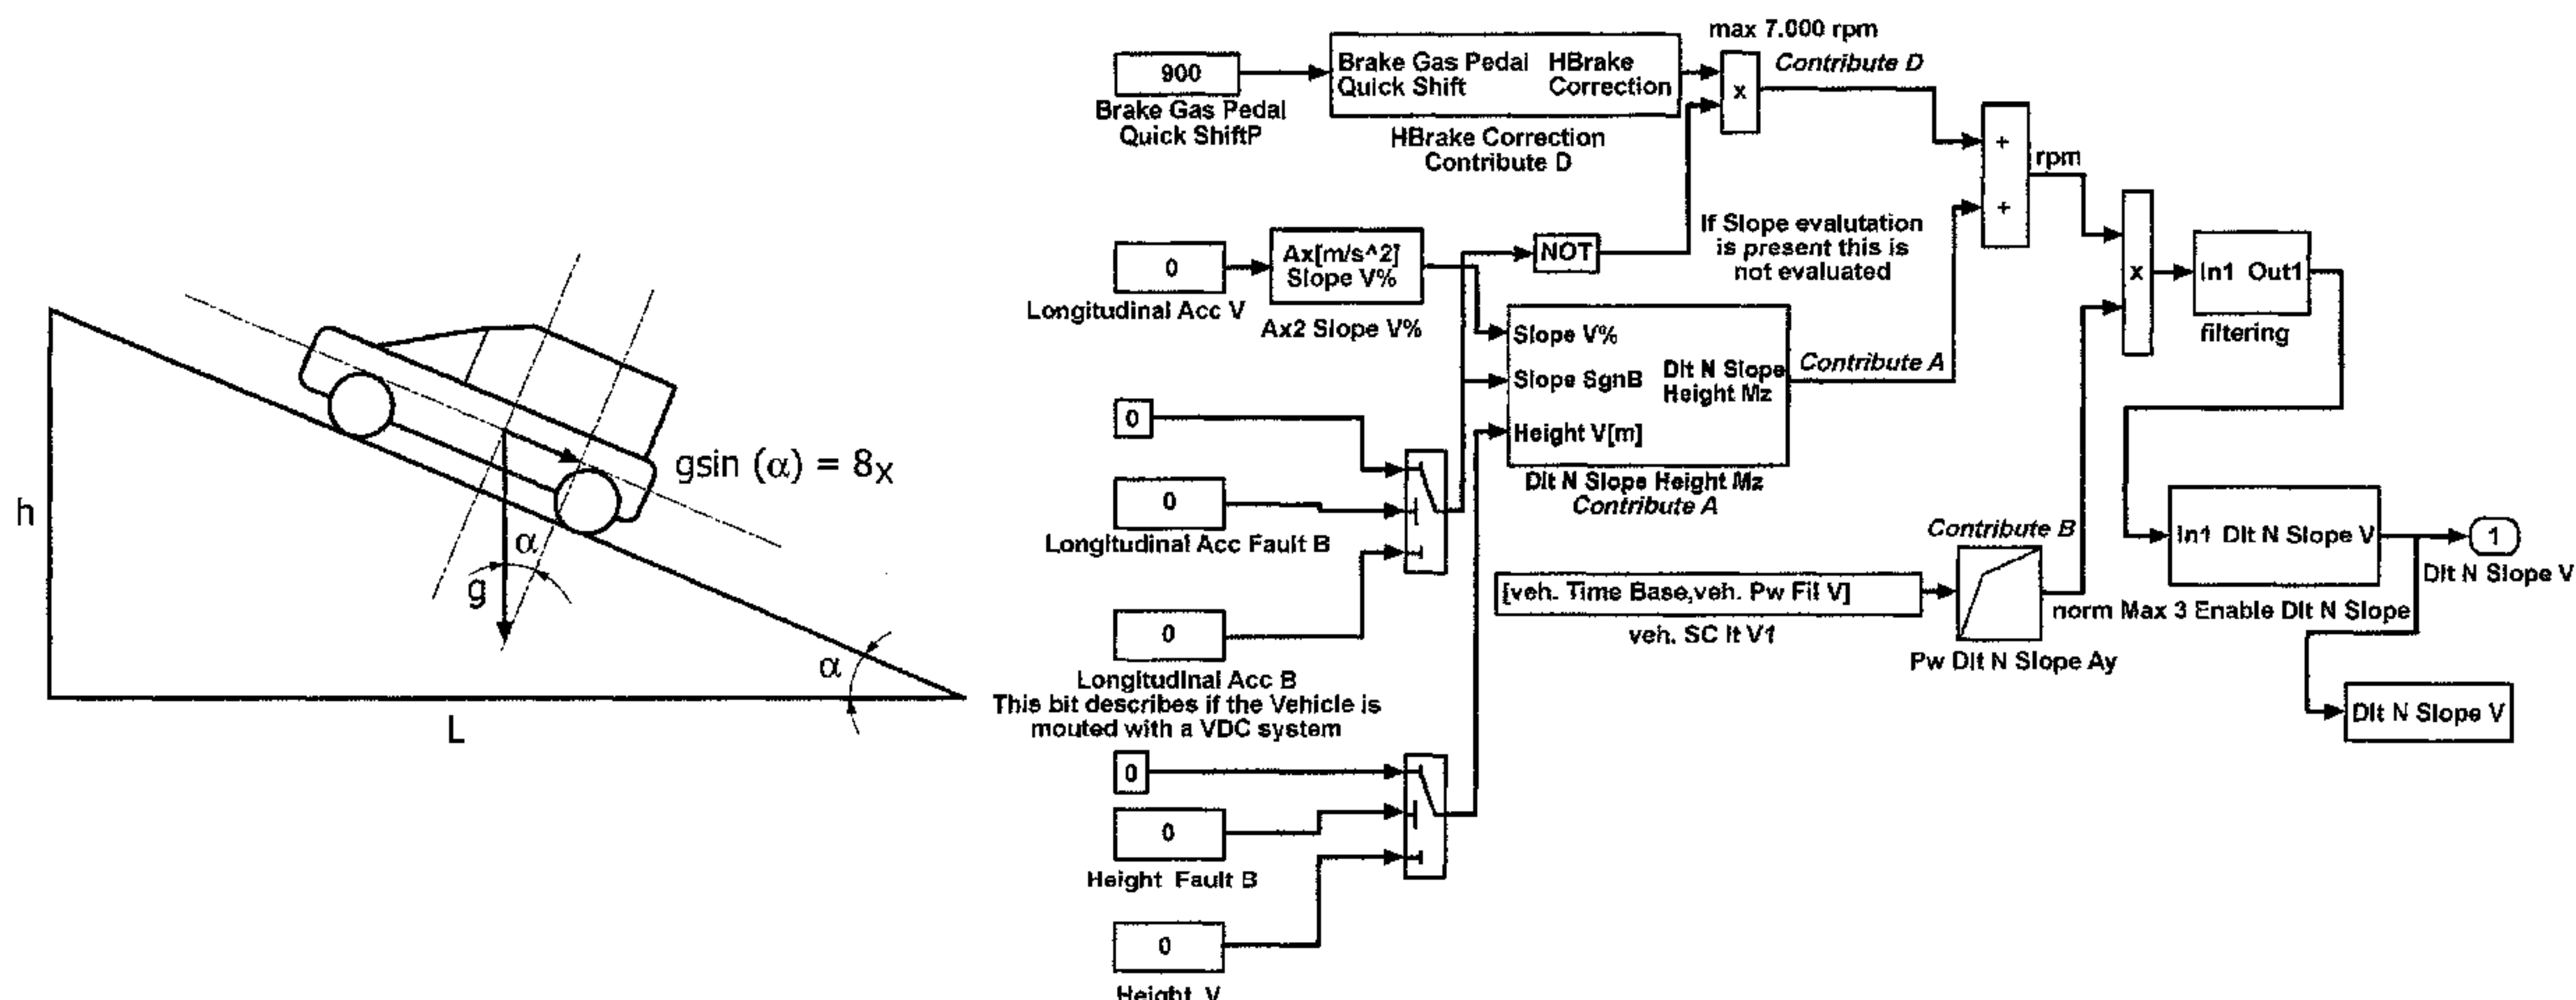 h
L
g
α
α
gsin (α) = 8x
max 7.000 rpm
900
Brake Gas Pedal
Quick ShiftP
Brake Gas Pedal HBrake
Quick Shift Correction
HBrake Correction
Contribute D
x
Contribute D
+
+
rpm
0
Longitudinal Acc V
Ax[m/s^2]
Slope V%
Ax2 Slope V%
NOT
If Slope evalutation
is present this is
not evaluated
Slope V%
Slope SgnB
Height V[m]
Dlt N Slope
Height Mz
Dlt N Slope Height Mz
Contribute A
Contribute A
x
In1 Out1
filtering
0
0
Longitudinal Acc Fault B
0
Longitudinal Acc B
This bit describes if the Vehicle is
mouted with a VDC system
[veh. Time Base,veh. Pw Fil V]
veh. SC It V1
Contribute B
Pw Dlt N Slope Ay
In1 Dlt N Slope V
norm Max 3 Enable Dlt N Slope
1
Dlt N Slope V
Dlt N Slope V
0
0
Height Fault B
0
Height V